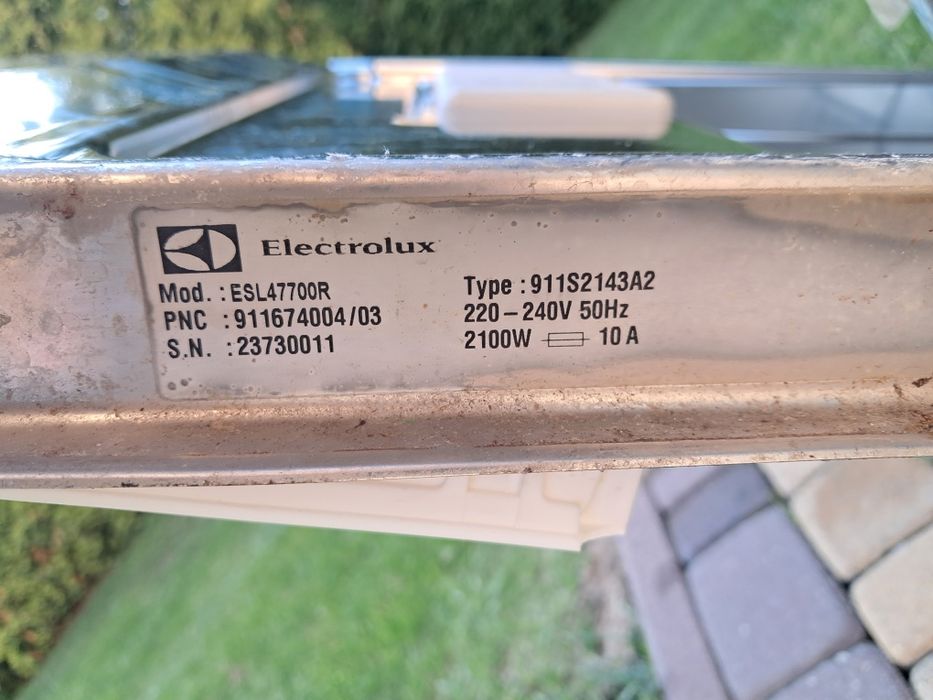 Electrolux
Mod. : ESL47700R
PNC : 911674004/03
S.N. : 23730011
Type : 911S2143A2
220 – 240V 50Hz
2100W 10 A